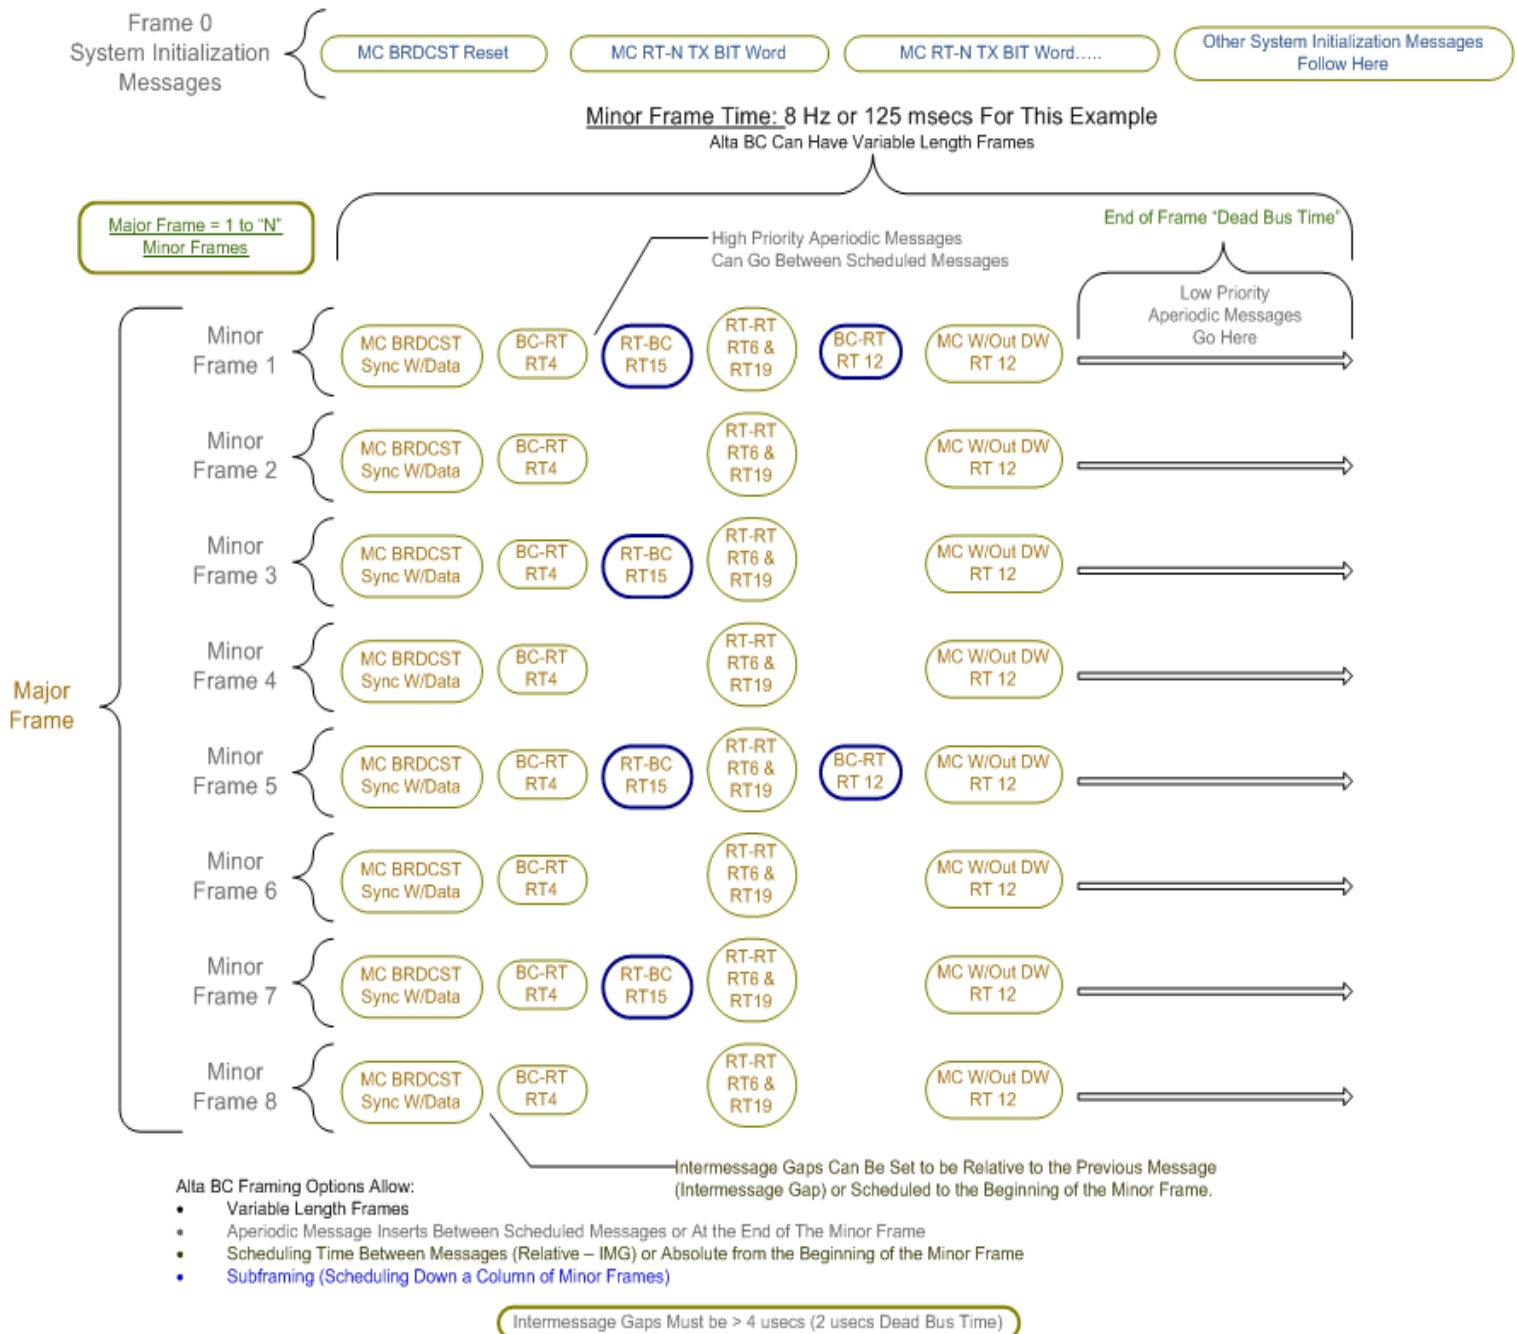 Frame 0
System Initialization
Messages
MC BRDCST Reset
MC RT-N TX BIT Word
MC RT-N TX BIT Word.....
Other System Initialization Messages
Follow Here
Minor Frame Time: 8 Hz or 125 msecs For This Example
Alta BC Can Have Variable Length Frames
Major Frame = 1 to “N”
Minor Frames
High Priority Aperiodic Messages
Can Go Between Scheduled Messages
End of Frame “Dead Bus Time”
Low Priority
Aperiodic Messages
Go Here
Major
Frame
Minor
Frame 1
MC BRDCST
Sync W/Data
BC-RT
RT4
RT-BC
RT15
RT-RT
RT6 &
RT19
BC-RT
RT 12
MC W/Out DW
RT 12
Minor
Frame 2
MC BRDCST
Sync W/Data
BC-RT
RT4
RT-RT
RT6 &
RT19
MC W/Out DW
RT 12
Minor
Frame 3
MC BRDCST
Sync W/Data
BC-RT
RT4
RT-BC
RT15
RT-RT
RT6 &
RT19
MC W/Out DW
RT 12
Minor
Frame 4
MC BRDCST
Sync W/Data
BC-RT
RT4
RT-RT
RT6 &
RT19
MC W/Out DW
RT 12
Minor
Frame 5
MC BRDCST
Sync W/Data
BC-RT
RT4
RT-BC
RT15
RT-RT
RT6 &
RT19
BC-RT
RT 12
MC W/Out DW
RT 12
Minor
Frame 6
MC BRDCST
Sync W/Data
BC-RT
RT4
RT-RT
RT6 &
RT19
MC W/Out DW
RT 12
Minor
Frame 7
MC BRDCST
Sync W/Data
BC-RT
RT4
RT-BC
RT15
RT-RT
RT6 &
RT19
MC W/Out DW
RT 12
Minor
Frame 8
MC BRDCST
Sync W/Data
BC-RT
RT4
RT-RT
RT6 &
RT19
MC W/Out DW
RT 12
Intermessage Gaps Can Be Set to be Relative to the Previous Message
(Intermessage Gap) or Scheduled to the Beginning of the Minor Frame.
Alta BC Framing Options Allow:
• Variable Length Frames
• Aperiodic Message Inserts Between Scheduled Messages or At the End of The Minor Frame
• Scheduling Time Between Messages (Relative – IMG) or Absolute from the Beginning of the Minor Frame
• Subframing (Scheduling Down a Column of Minor Frames)
Intermessage Gaps Must be > 4 usecs (2 usecs Dead Bus Time)